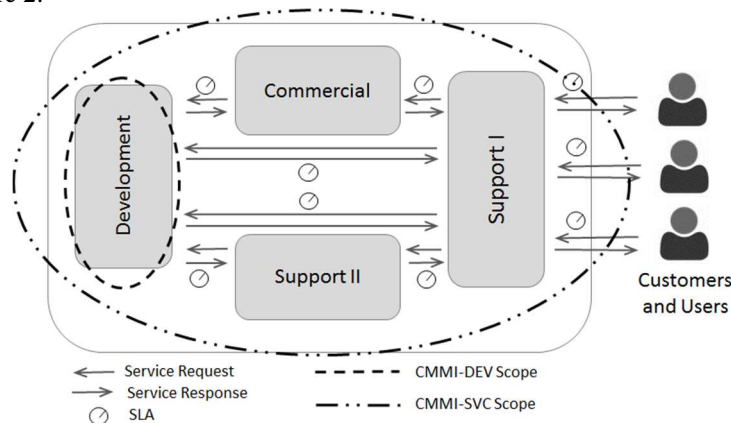 Commercial
Development
Support I
Support II
Customers
and Users
Service Request
Service Response
SLA
CMMI-DEV Scope
CMMI-SVC Scope